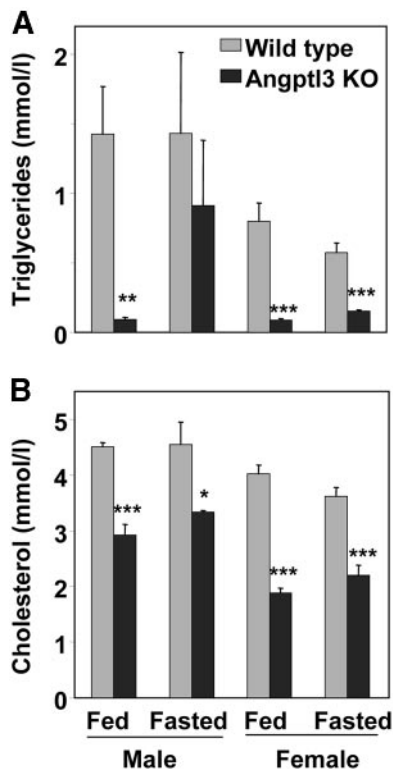 A
Triglycerides (mmol/l)
2
1
0
Wild type
Angptl3 KO
**
***
***
B
Cholesterol (mmol/l)
5
4
3
2
1
0
***
*
***
***
Fed Fasted Fed Fasted
Male Female